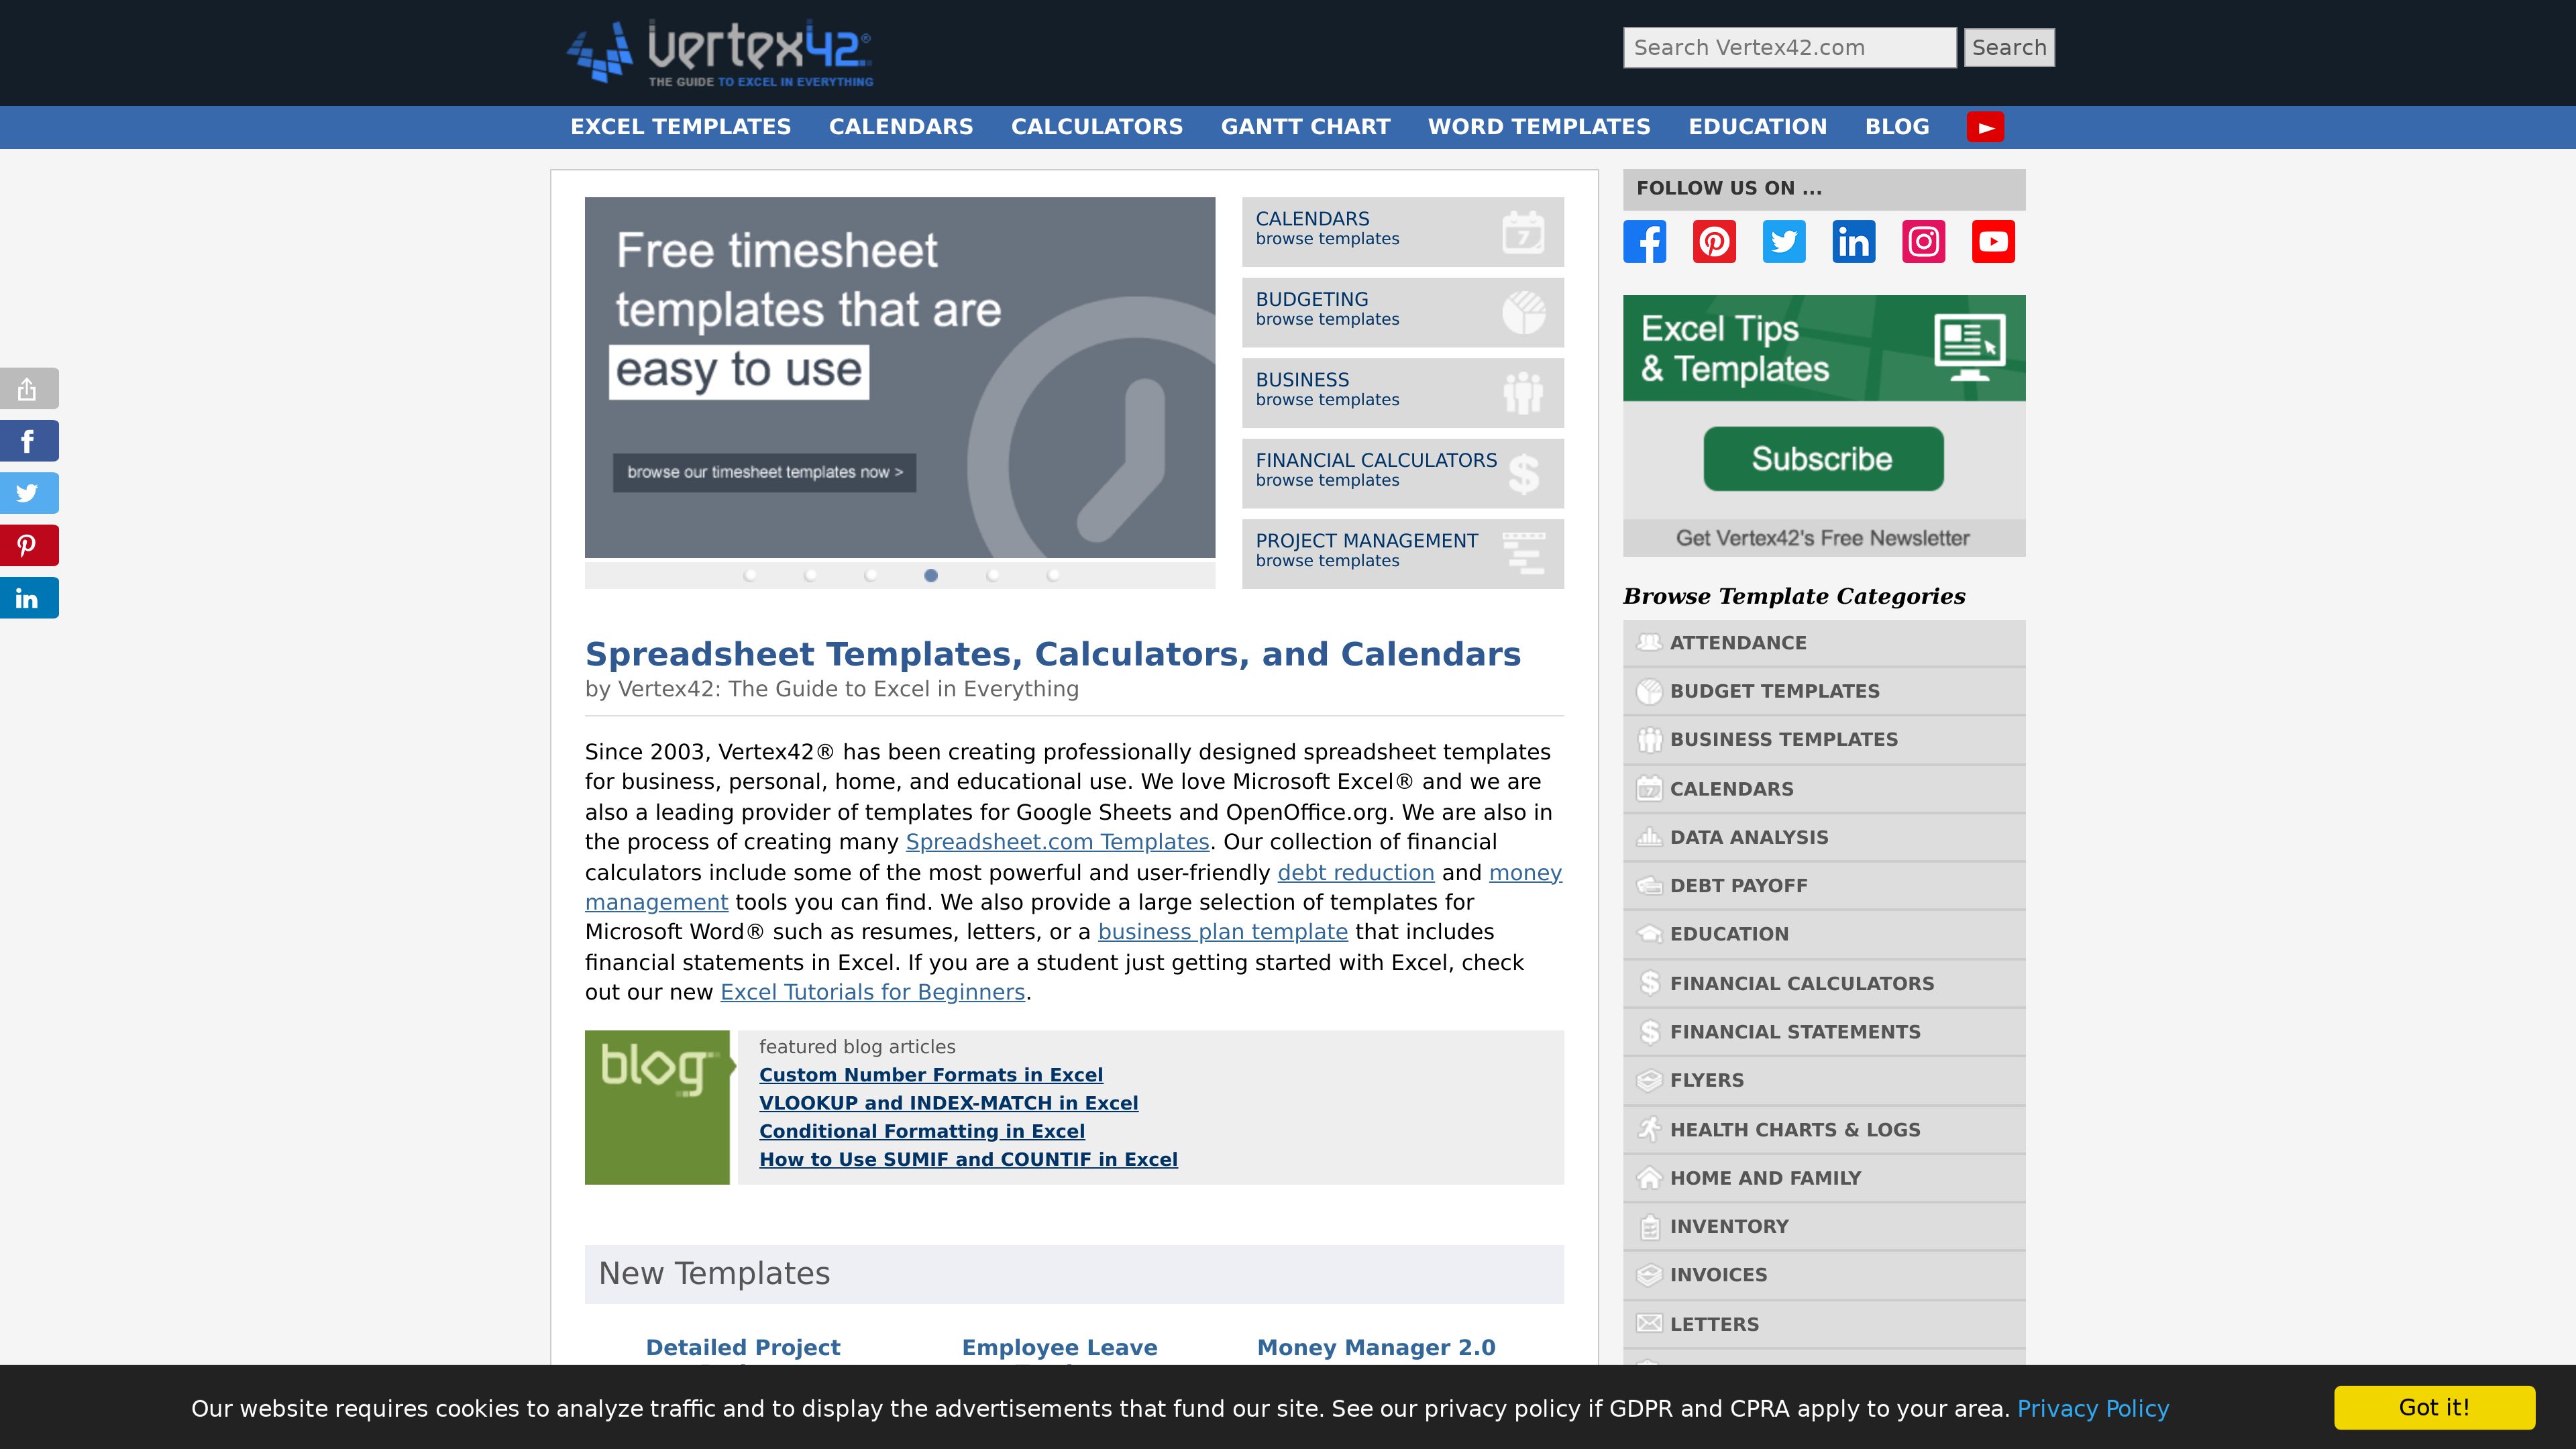 vertex42®
THE GUIDE TO EXCEL IN EVERYTHING
Search Vertex42.com
Search
EXCEL TEMPLATES
CALENDARS
CALCULATORS
GANTT CHART
WORD TEMPLATES
EDUCATION
BLOG
Free timesheet
templates that are
easy to use
browse our timesheet templates now >
CALENDARS
browse templates
7
BUDGETING
browse templates
BUSINESS
browse templates
FINANCIAL CALCULATORS
browse templates
$
PROJECT MANAGEMENT
browse templates
Spreadsheet Templates, Calculators, and Calendars
by Vertex42: The Guide to Excel in Everything
Since 2003, Vertex42® has been creating professionally designed spreadsheet templates
for business, personal, home, and educational use. We love Microsoft Excel® and we are
also a leading provider of templates for Google Sheets and OpenOffice.org. We are also in
the process of creating many Spreadsheet.com Templates. Our collection of financial
calculators include some of the most powerful and user-friendly debt reduction and money
management tools you can find. We also provide a large selection of templates for
Microsoft Word® such as resumes, letters, or a business plan template that includes
financial statements in Excel. If you are a student just getting started with Excel, check
out our new Excel Tutorials for Beginners.
blog
featured blog articles
Custom Number Formats in Excel
VLOOKUP and INDEX-MATCH in Excel
Conditional Formatting in Excel
How to Use SUMIF and COUNTIF in Excel
New Templates
Detailed Project
Employee Leave
Money Manager 2.0
FOLLOW US ON ...
Excel Tips
& Templates
Subscribe
Get Vertex42's Free Newsletter
Browse Template Categories
ATTENDANCE
BUDGET TEMPLATES
BUSINESS TEMPLATES
CALENDARS
DATA ANALYSIS
DEBT PAYOFF
EDUCATION
FINANCIAL CALCULATORS
FINANCIAL STATEMENTS
FLYERS
HEALTH CHARTS & LOGS
HOME AND FAMILY
INVENTORY
INVOICES
LETTERS
Our website requires cookies to analyze traffic and to display the advertisements that fund our site. See our privacy policy if GDPR and CPRA apply to your area. Privacy Policy
Got it!